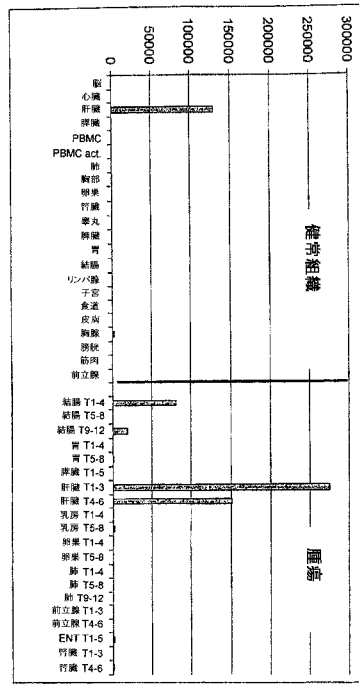 0
50000
100000
150000
200000
250000
300000
健常組織
脳
心臓
肝臓
膵臓
PBMC
PBMC act.
肺
胸部
卵巣
腎臓
睾丸
脾臓
胃
結腸
リンパ腺
子宮
食道
皮膚
胸腺
膀胱
筋肉
前立腺
腫瘍
結腸 T1-4
結腸 T5-8
結腸 T9-12
胃 T1-4
胃 T5-8
膵臓 T1-5
肝臓 T1-3
肝臓 T4-6
乳房 T1-4
乳房 T5-8
卵巣 T1-4
卵巣 T5-8
肺 T1-4
肺 T5-8
肺 T9-12
前立腺 T1-3
前立腺 T4-6
ENT T1-5
腎臓 T1-3
腎臓 T4-6